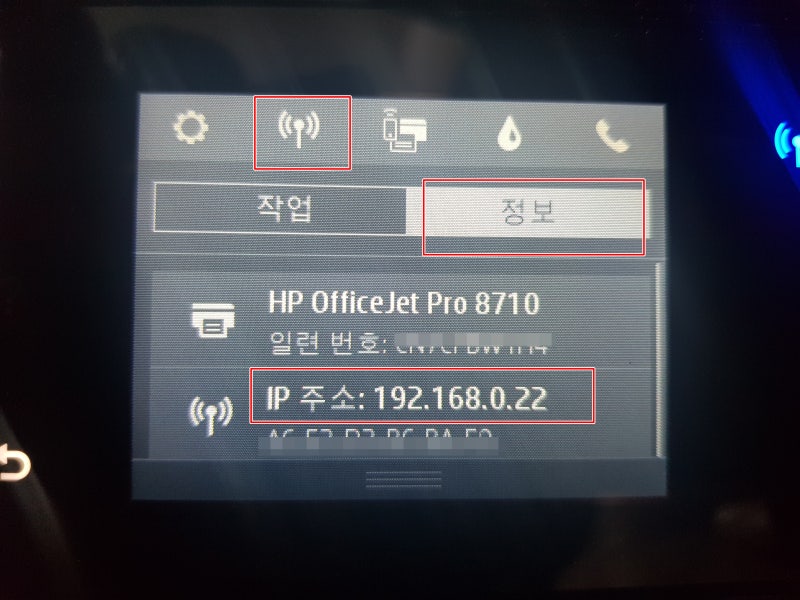 작업
정보
HP OfficeJet Pro 8710
일련 번호:
IP 주소: 192.168.0.22